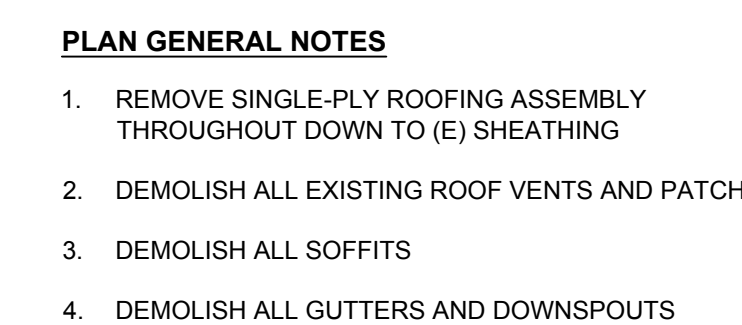 PLAN GENERAL NOTES
1. REMOVE SINGLE-PLY ROOFING ASSEMBLY
THROUGHOUT DOWN TO (E) SHEATHING
2. DEMOLISH ALL EXISTING ROOF VENTS AND PATCH
3. DEMOLISH ALL SOFFITS
4. DEMOLISH ALL GUTTERS AND DOWNSPOUTS